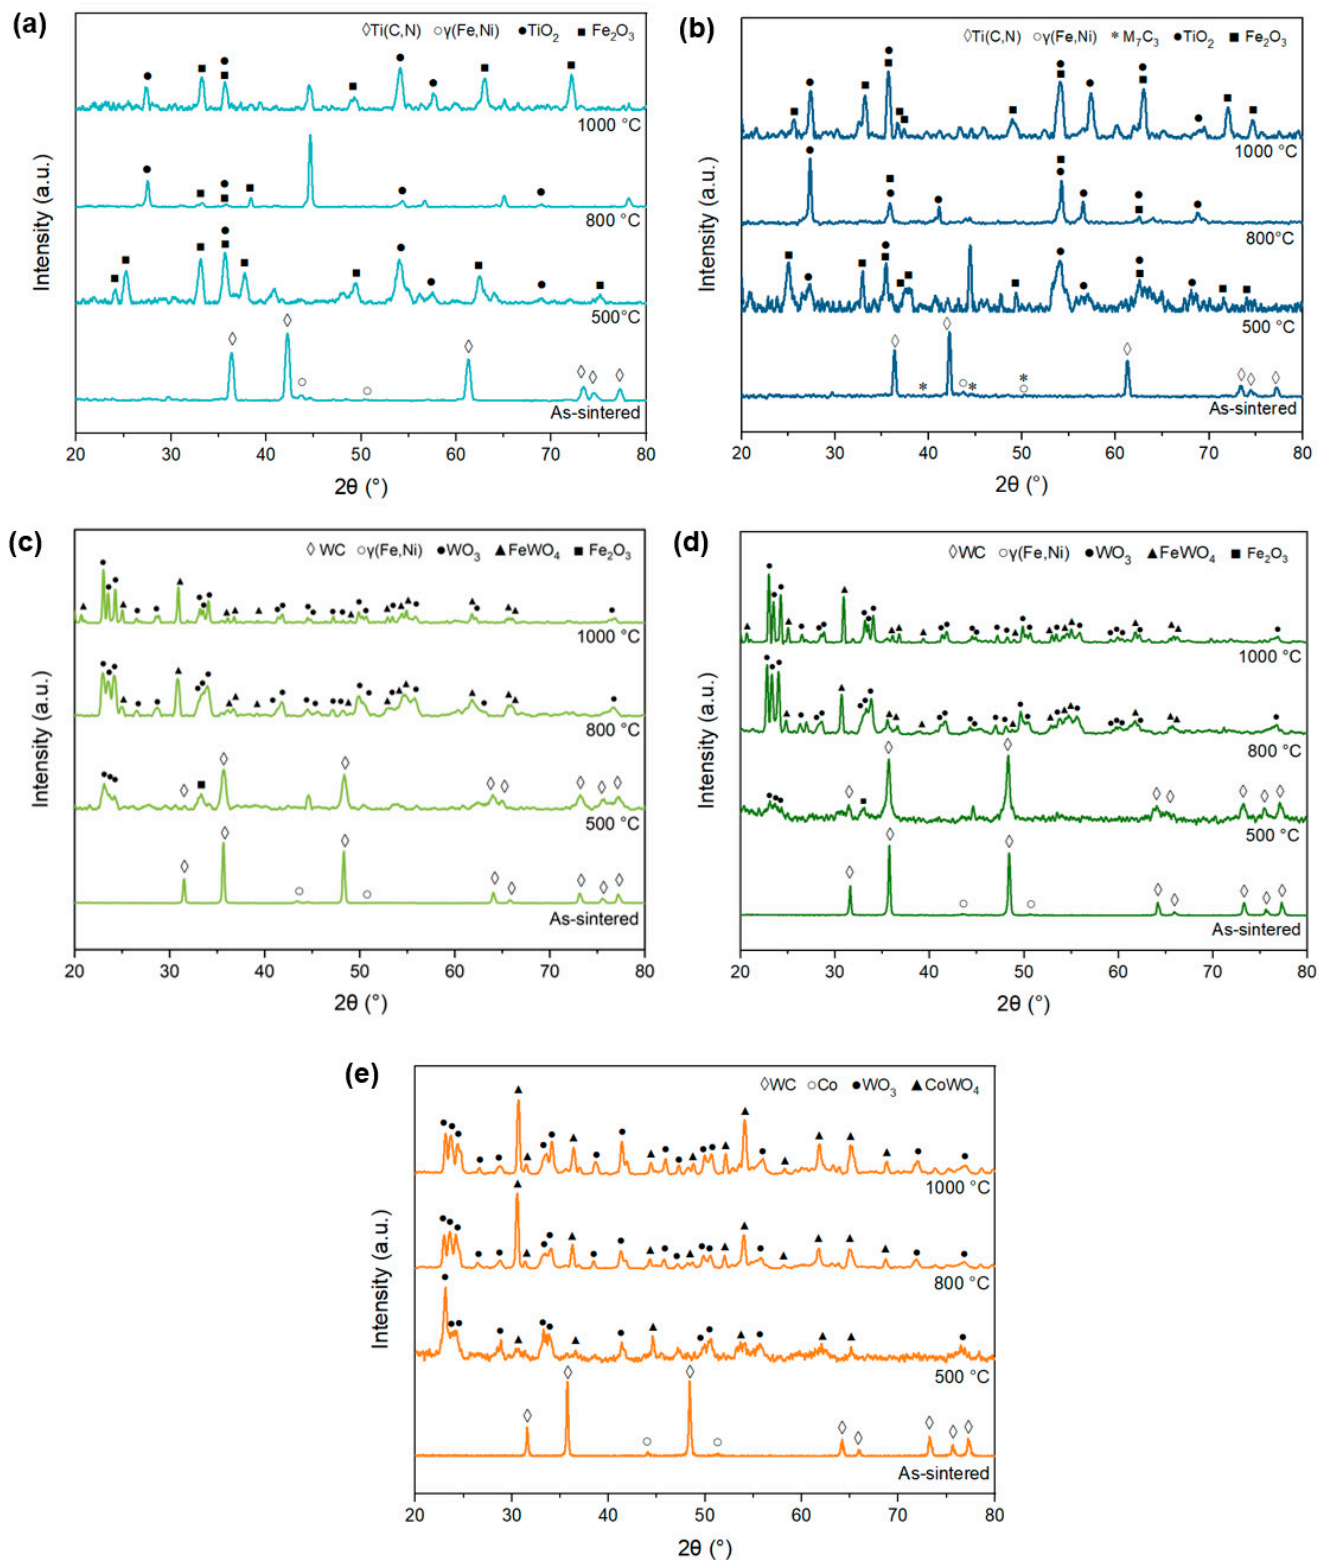 (a)
◊Ti(C,N) ○γ(Fe,Ni) ●TiO₂ ■ Fe₂O₃
1000 °C
800 °C
500°C
As-sintered
Intensity (a.u.)
20 30 40 50 60 70 80
2θ (°)
(b)
◊Ti(C,N) ○γ(Fe,Ni) * M₇C₃ ●TiO₂ ■ Fe₂O₃
1000 °C
800°C
500 °C
As-sintered
Intensity (a.u.)
20 30 40 50 60 70 80
2θ (°)
(c)
◊ WC ○γ(Fe,Ni) ●WO₃ ▲FeWO₄ ■ Fe₂O₃
1000 °C
800 °C
500 °C
As-sintered
Intensity (a.u.)
20 30 40 50 60 70 80
2θ (°)
(d)
◊WC ○γ(Fe,Ni) ●WO₃ ▲FeWO₄ ■ Fe₂O₃
1000 °C
800 °C
500 °C
As-sintered
Intensity (a.u.)
20 30 40 50 60 70 80
2θ (°)
(e)
◊WC ○Co ●WO₃ ▲CoWO₄
1000 °C
800 °C
500 °C
As-sintered
Intensity (a.u.)
20 30 40 50 60 70 80
2θ (°)